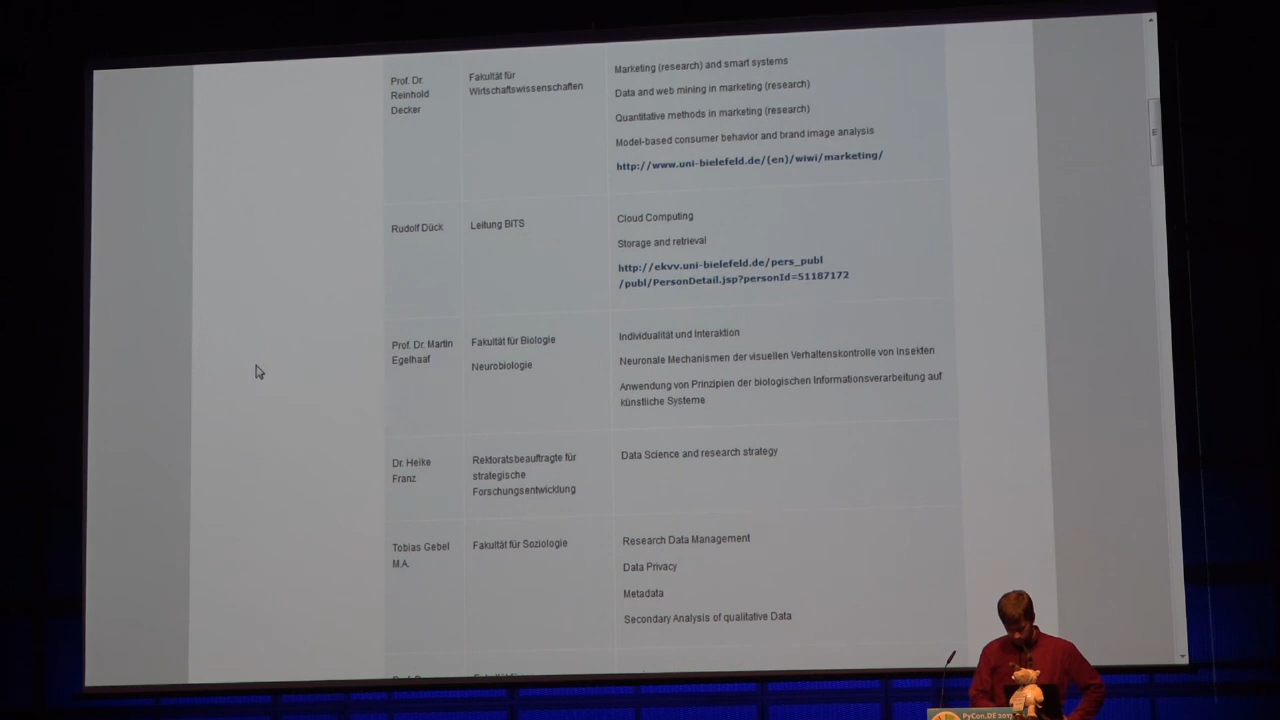 Prof. Dr.
Reinhold
Decker
Fakultät für
Wirtschaftswissenschaften
Marketing (research) and smart systems
Data and web mining in marketing (research)
Quantitative methods in marketing (research)
Model-based consumer behavior and brand image analysis
http://www.uni-bielefeld.de/(en)/wiwi/marketing/
Rudolf Dück
Leitung BITS
Cloud Computing
Storage and retrieval
http://ekvv.uni-bielefeld.de/pers_publ
/publ/PersonDetail.jsp?personId=51187172
Prof. Dr. Martin
Egelhaaf
Fakultät für Biologie
Neurobiologie
Individualität und Interaktion
Neuronale Mechanismen der visuellen Verhaltenskontrolle von Insekten
Anwendung von Prinzipien der biologischen Informationsverarbeitung auf
künstliche Systeme
Dr. Heike
Franz
Rektoratsbeauftragte für
strategische
Forschungsentwicklung
Data Science and research strategy
Tobias Gebel
M.A.
Fakultät für Soziologie
Research Data Management
Data Privacy
Metadata
Secondary Analysis of qualitative Data
PyCon.DE